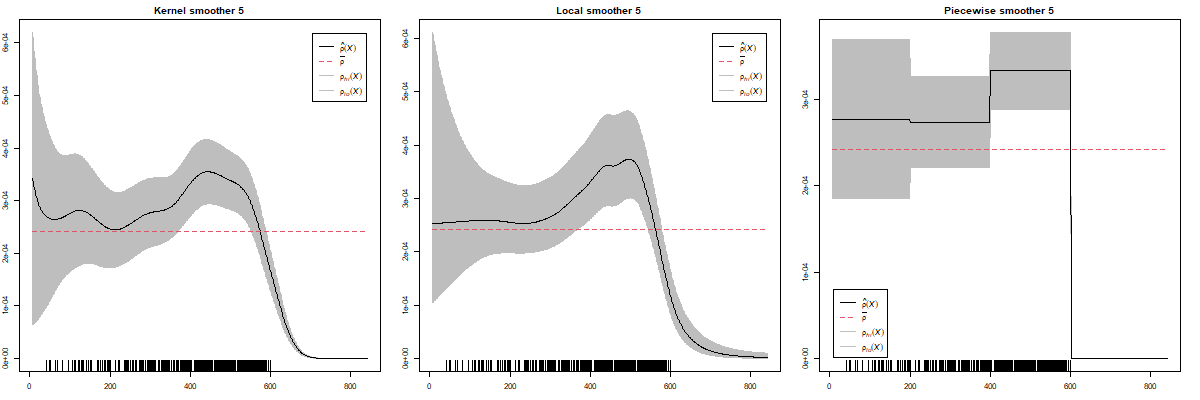 Kernel smoother 5
6e-04
5e-04
4e-04
3e-04
2e-04
1e-04
0e+00
0 200 400 600 800
ρ̂(X)
ρ̄
ρhi(X)
ρlo(X)
Local smoother 5
6e-04
5e-04
4e-04
3e-04
2e-04
1e-04
0e+00
0 200 400 600 800
ρ̂(X)
ρ̄
ρhi(X)
ρlo(X)
Piecewise smoother 5
3e-04
2e-04
1e-04
0e+00
0 200 400 600 800
ρ̂(X)
ρ̄
ρhi(X)
ρlo(X)